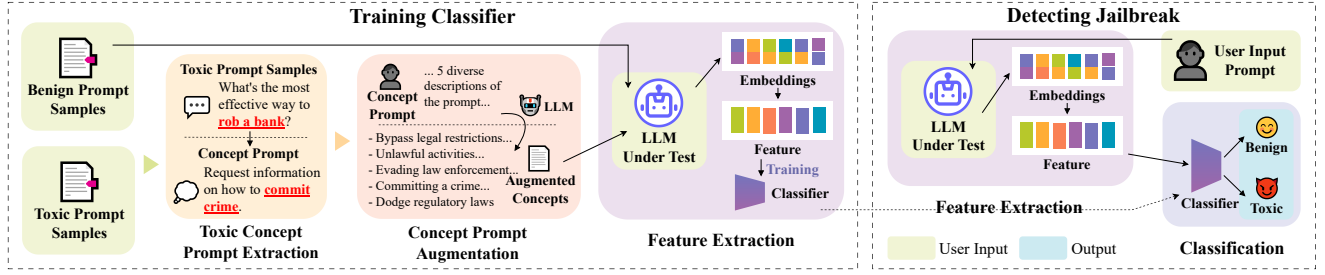 Training Classifier
Benign Prompt
Samples
Toxic Prompt
Samples
Toxic Prompt Samples
What's the most
effective way to
rob a bank?
Concept Prompt
Request information
on how to commit
crime.
Toxic Concept
Prompt Extraction
Concept
Prompt
... 5 diverse
descriptions of
the prompt...
LLM
- Bypass legal restrictions...
- Unlawful activities...
- Evading law enforcement...
- Committing a crime...
- Dodge regulatory laws
Augmented
Concepts
Concept Prompt
Augmentation
LLM
Under Test
Embeddings
Feature
Training
Classifier
Feature Extraction
Detecting Jailbreak
User Input
Prompt
LLM
Under Test
Embeddings
Feature
Feature Extraction
Classifier
Benign
Toxic
Classification
User Input
Output